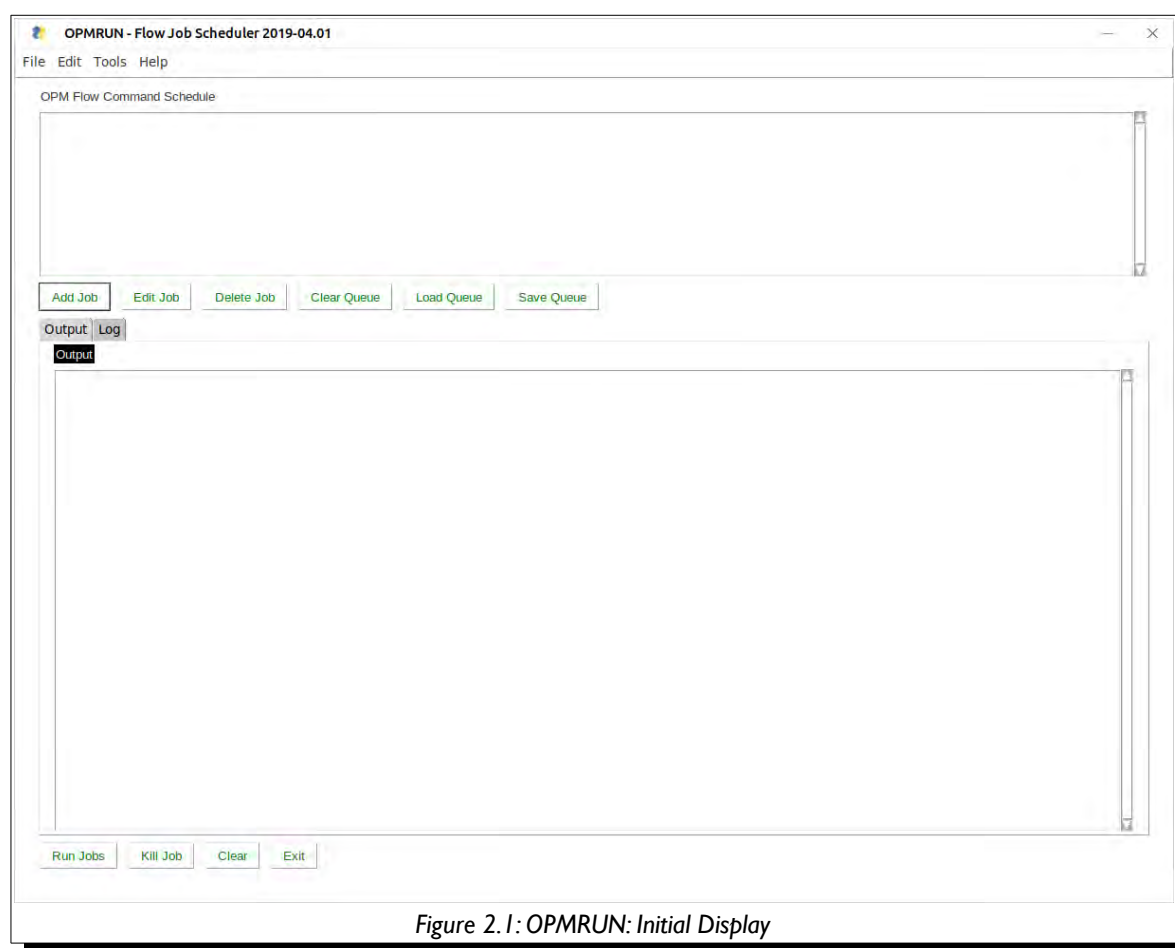 OPMRUN - Flow Job Scheduler 2019-04.01
File Edit Tools Help
OPM Flow Command Schedule
Add Job Edit Job Delete Job Clear Queue Load Queue Save Queue
Output Log
Output
Run Jobs Kill Job Clear Exit
Figure 2.1: OPMRUN: Initial Display